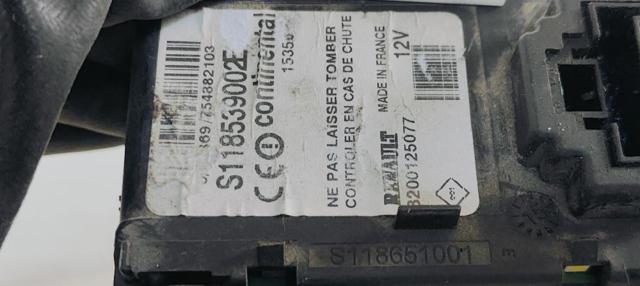 754882103
S118539002E
CE continental
15350
NE PAS LAISSER TOMBER
CONTROLER EN CAS DE CHUTE
RENAULT MADE IN FRANCE
8200125077 12V
S118651001